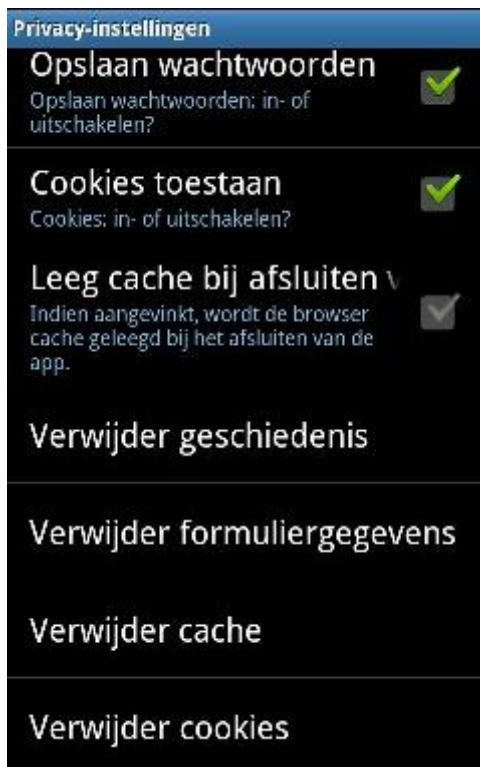 Privacy-instellingen
Opslaan wachtwoorden
Opslaan wachtwoorden: in- of
uitschakelen?
Cookies toestaan
Cookies: in- of uitschakelen?
Leeg cache bij afsluiten
Indien aangevinkt, wordt de browser
cache geleegd bij het afsluiten van de
app.
Verwijder geschiedenis
Verwijder formuliergegevens
Verwijder cache
Verwijder cookies